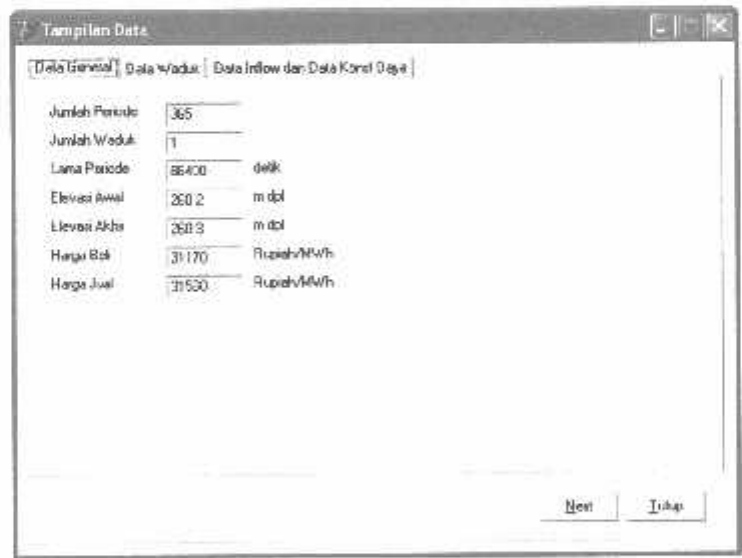 Tampilan Data
Data General Data Waduk Data Inflow dan Data Konst Daya
Jumlah Periode 365
Jumlah Waduk 1
Lama Periode 86400 detik
Elevasi Awal 260.2 m dpl
Elevasi Akhir 260.3 m dpl
Harga Beli 31170 Rupiah/MWh
Harga Jual Rupiah/MWh
Next Tutup